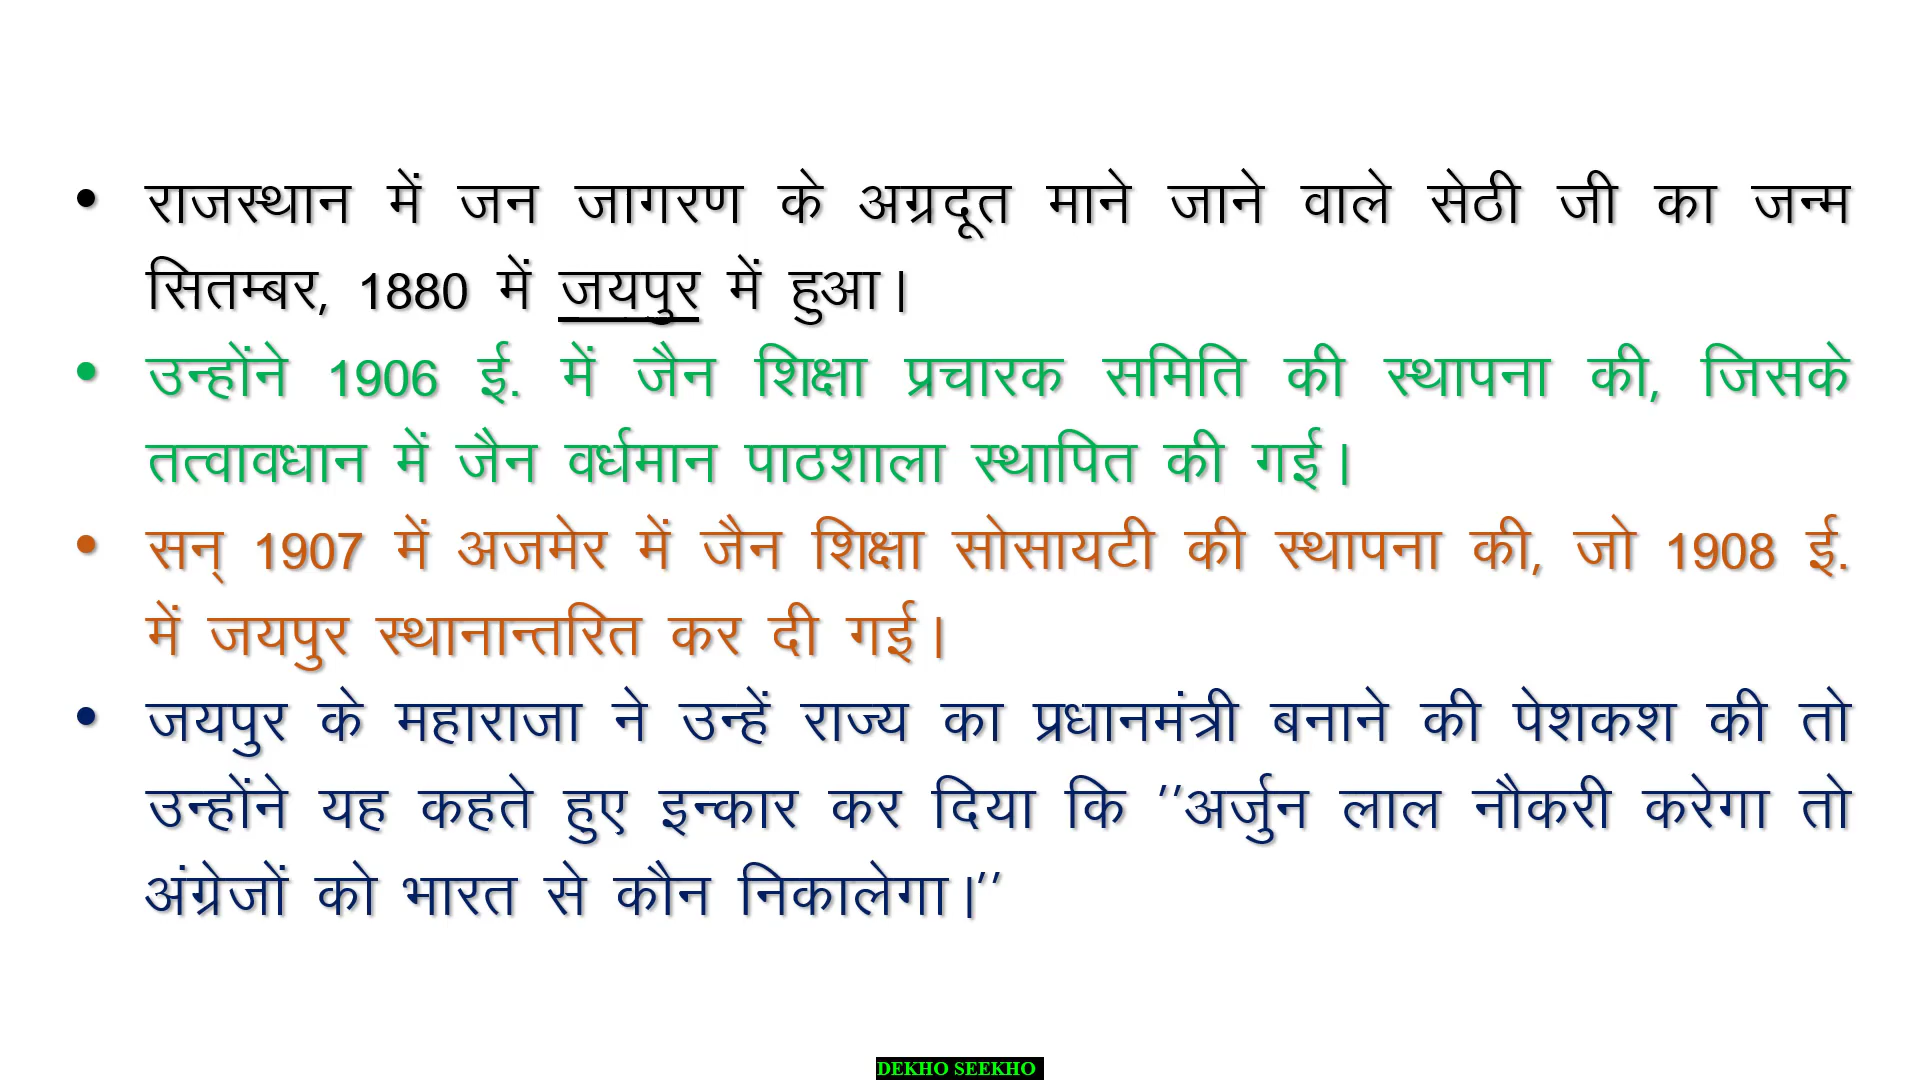 • राजस्थान में जन जागरण के अग्रदूत माने जाने वाले सेठी जी का जन्म
सितम्बर, 1880 में जयपुर में हुआ।
• उन्होंने 1906 ई. में जैन शिक्षा प्रचारक समिति की स्थापना की, जिसके
तत्वावधान में जैन वर्धमान पाठशाला स्थापित की गई।
• सन् 1907 में अजमेर में जैन शिक्षा सोसायटी की स्थापना की, जो 1908 ई.
में जयपुर स्थानान्तरित कर दी गई।
• जयपुर के महाराजा ने उन्हें राज्य का प्रधानमंत्री बनाने की पेशकश की तो
उन्होंने यह कहते हुए इन्कार कर दिया कि ’’अर्जुन लाल नौकरी करेगा तो
अंग्रेजों को भारत से कौन निकालेगा।’’
DEKHO SEEKHO